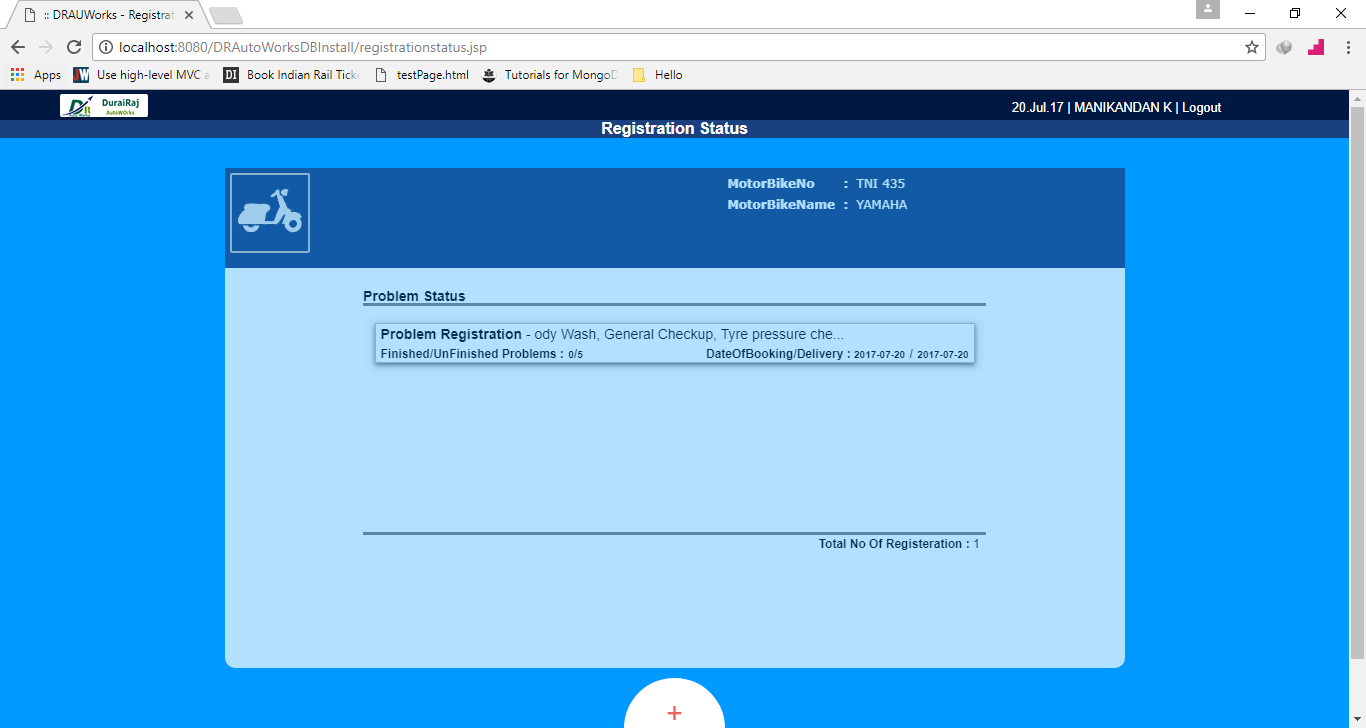 :: DRAUWorks - Registrat
localhost:8080/DRAutoWorksDBInstall/registrationstatus.jsp
Apps Use high-level MVC a DI Book Indian Rail Ticke testPage.html Tutorials for MongoD Hello
DuraiRaj
AutoWOrks
20.Jul.17 | MANIKANDAN K | Logout
Registration Status
MotorBikeNo : TNI 435
MotorBikeName : YAMAHA
Problem Status
Problem Registration - ody Wash, General Checkup, Tyre pressure che...
Finished/UnFinished Problems : 0/5 DateOfBooking/Delivery : 2017-07-20 / 2017-07-20
Total No Of Registeration : 1
+